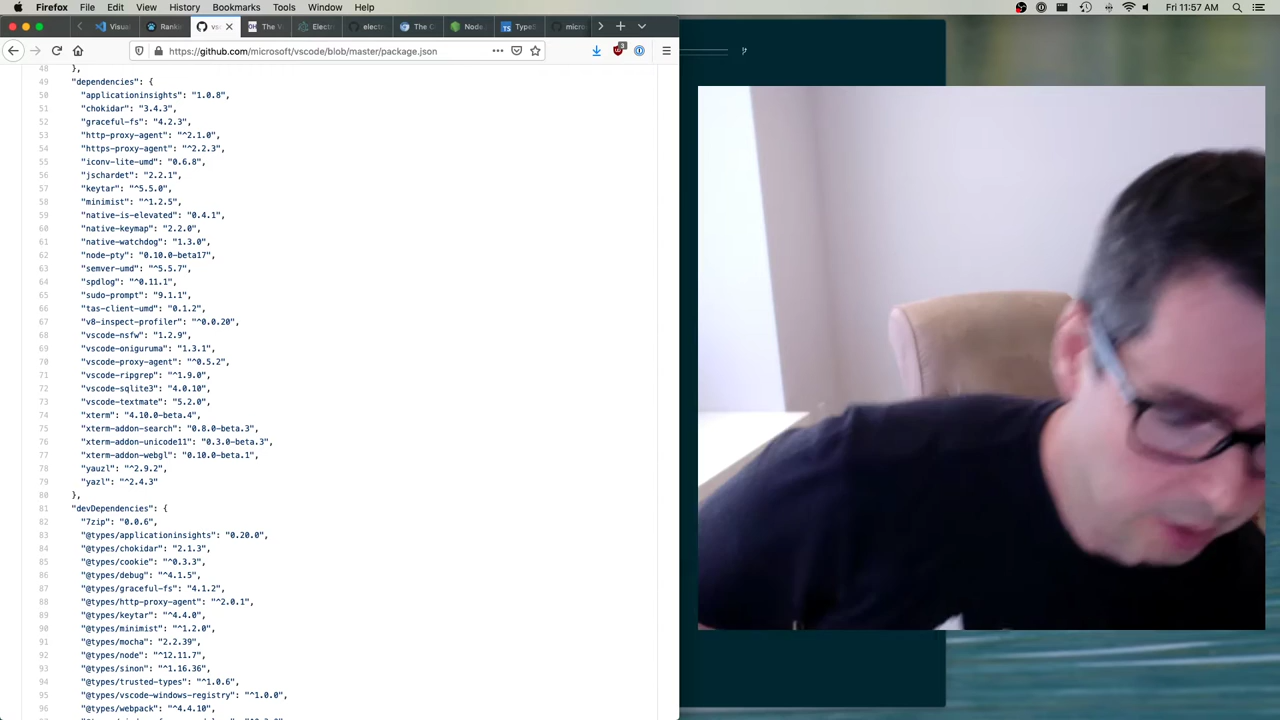 Firefox File Edit View History Bookmarks Tools Window Help Fri 11:57 AM
Visual Rankin vsc The V Electr electro The C Node. TypeS micro
https://github.com/microsoft/vscode/blob/master/package.json
48 },
49 "dependencies": {
50 "applicationinsights": "1.0.8",
51 "chokidar": "3.4.3",
52 "graceful-fs": "4.2.3",
53 "http-proxy-agent": "^2.1.0",
54 "https-proxy-agent": "^2.2.3",
55 "iconv-lite-umd": "0.6.8",
56 "jschardet": "2.2.1",
57 "keytar": "^5.5.0",
58 "minimist": "^1.2.5",
59 "native-is-elevated": "0.4.1",
60 "native-keymap": "2.2.0",
61 "native-watchdog": "1.3.0",
62 "node-pty": "0.10.0-beta17",
63 "semver-umd": "^5.5.7",
64 "spdlog": "^0.11.1",
65 "sudo-prompt": "9.1.1",
66 "tas-client-umd": "0.1.2",
67 "v8-inspect-profiler": "^0.0.20",
68 "vscode-nsfw": "1.2.9",
69 "vscode-oniguruma": "1.3.1",
70 "vscode-proxy-agent": "^0.5.2",
71 "vscode-ripgrep": "^1.9.0",
72 "vscode-sqlite3": "4.0.10",
73 "vscode-textmate": "5.2.0",
74 "xterm": "4.10.0-beta.4",
75 "xterm-addon-search": "0.8.0-beta.3",
76 "xterm-addon-unicode11": "0.3.0-beta.3",
77 "xterm-addon-webgl": "0.10.0-beta.1",
78 "yauzl": "^2.9.2",
79 "yazl": "^2.4.3"
80 },
81 "devDependencies": {
82 "7zip": "0.0.6",
83 "@types/applicationinsights": "0.20.0",
84 "@types/chokidar": "2.1.3",
85 "@types/cookie": "^0.3.3",
86 "@types/debug": "^4.1.5",
87 "@types/graceful-fs": "4.1.2",
88 "@types/http-proxy-agent": "^2.0.1",
89 "@types/keytar": "^4.4.0",
90 "@types/minimist": "^1.2.0",
91 "@types/mocha": "2.2.39",
92 "@types/node": "^12.11.7",
93 "@types/sinon": "^1.16.36",
94 "@types/trusted-types": "^1.0.6",
95 "@types/vscode-windows-registry": "^1.0.0",
96 "@types/webpack": "^4.4.10",